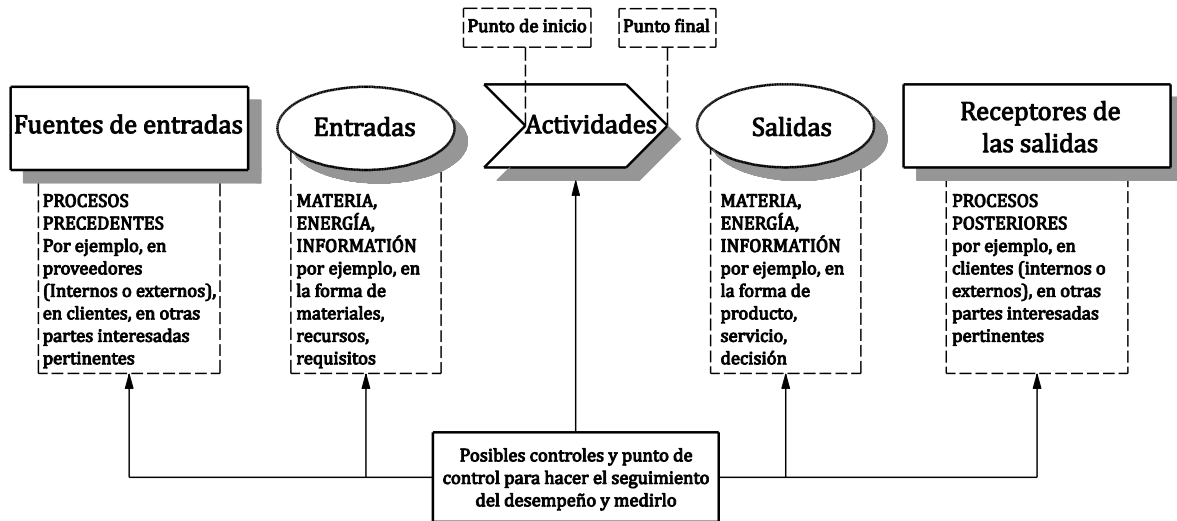 Punto de inicio
Punto final
Fuentes de entradas
Entradas
Actividades
Salidas
Receptores de
las salidas
PROCESOS
PRECEDENTES
Por ejemplo, en
proveedores
(Internos o externos),
en clientes, en otras
partes interesadas
pertinentes
MATERIA,
ENERGÍA,
INFORMATIÓN
por ejemplo, en
la forma de
materiales,
recursos,
requisitos
MATERIA,
ENERGÍA,
INFORMATIÓN
por ejemplo, en
la forma de
producto,
servicio,
decisión
PROCESOS
POSTERIORES
por ejemplo, en
clientes (internos o
externos), en otras
partes interesadas
pertinentes
Posibles controles y punto de
control para hacer el seguimiento
del desempeño y medirlo